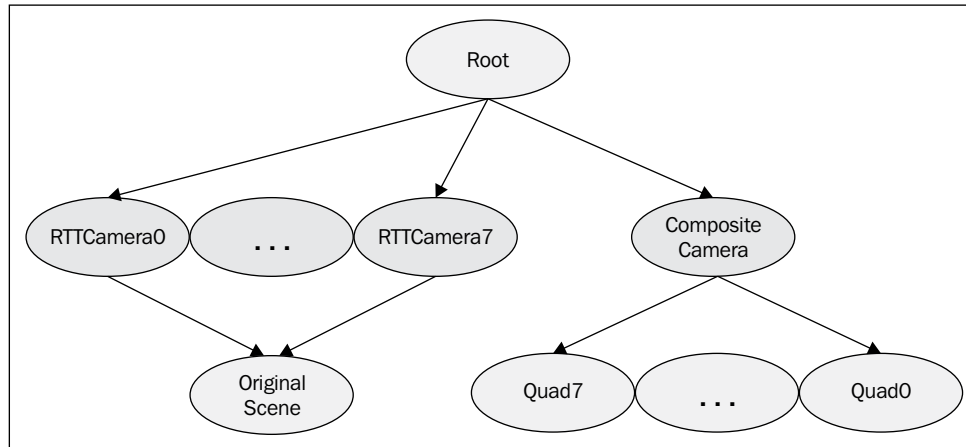 Root
RTTCamera0
...
RTTCamera7
Composite
Camera
Original
Scene
Quad7
...
Quad0